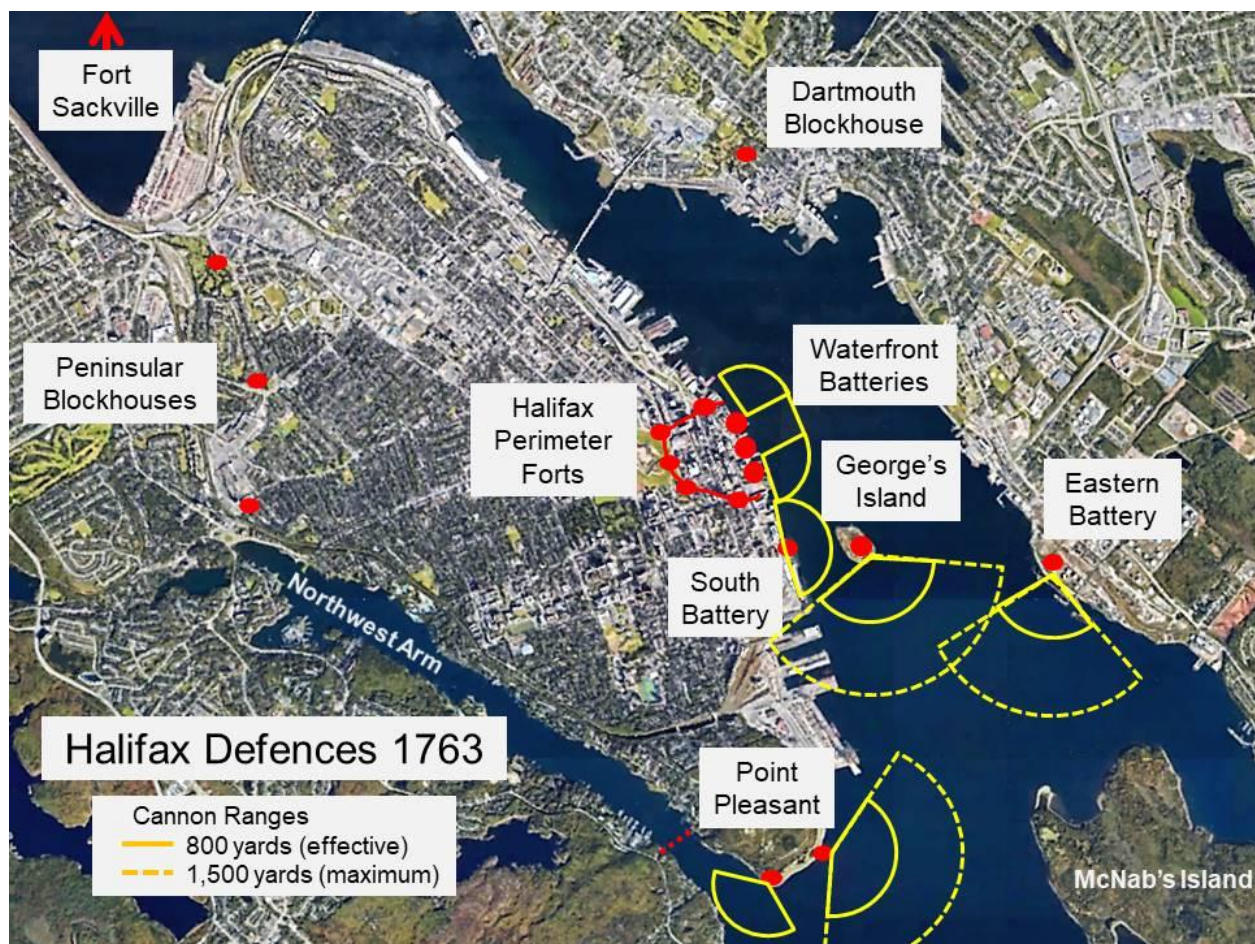 Fort
Sackville
Dartmouth
Blockhouse
Peninsular
Blockhouses
Halifax
Perimeter
Forts
Waterfront
Batteries
George’s
Island
Eastern
Battery
South
Battery
Northwest Arm
Halifax Defences 1763
Cannon Ranges
800 yards (effective)
1,500 yards (maximum)
Point
Pleasant
McNab’s Island